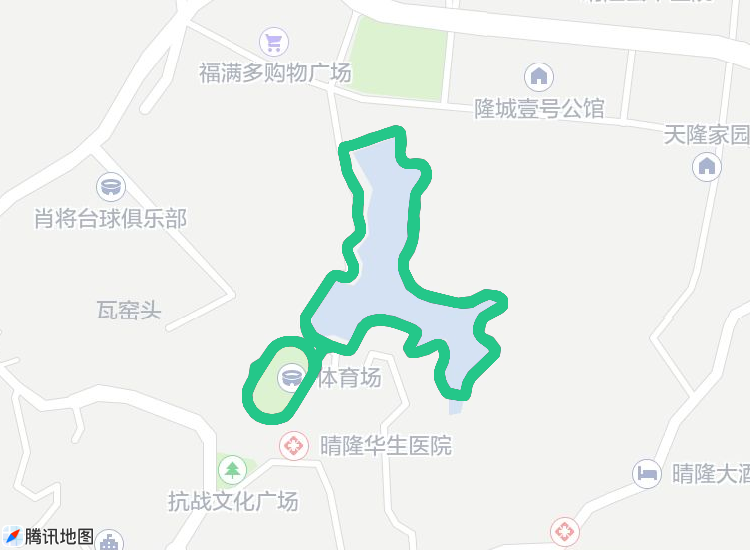 福满多购物广场
隆城壹号公馆
天隆家园
肖将台球俱乐部
瓦窑头
体育场
晴隆华生医院
晴隆大酒
抗战文化广场
腾讯地图